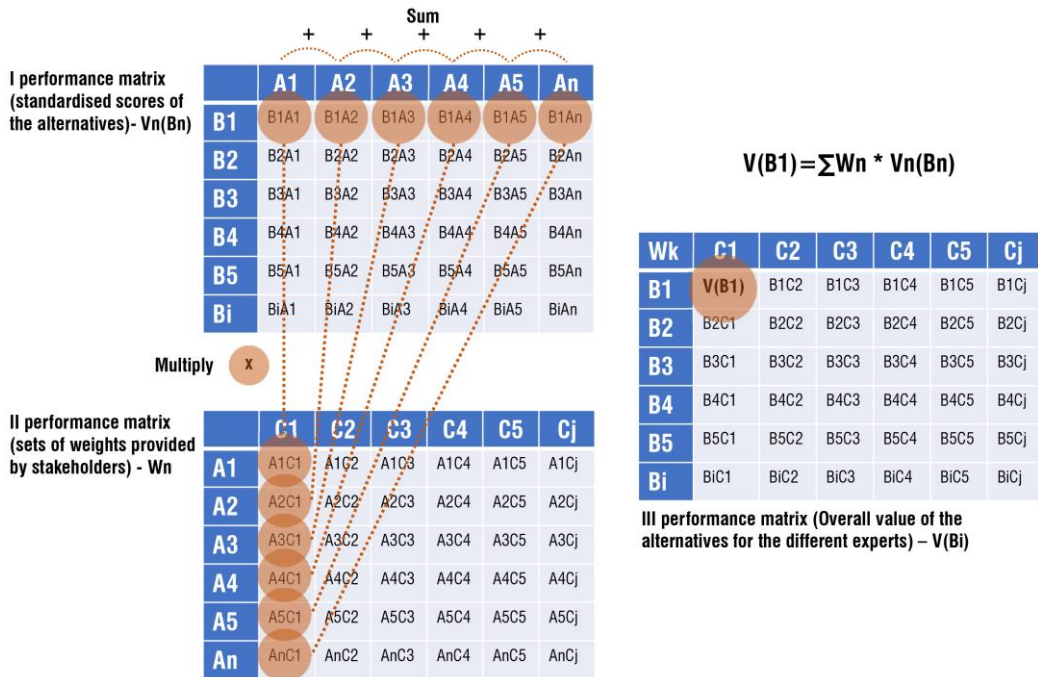 Sum
+ + + + +
I performance matrix
(standardised scores of
the alternatives)- Vn(Bn)
A1 A2 A3 A4 A5 An
B1 B1A1 B1A2 B1A3 B1A4 B1A5 B1An
B2 B2A1 B2A2 B2A3 B2A4 B2A5 B2An
B3 B3A1 B3A2 B3A3 B3A4 B3A5 B3An
B4 B4A1 B4A2 B4A3 B4A4 B4A5 B4An
B5 B5A1 B5A2 B5A3 B5A4 B5A5 B5An
Bi BiA1 BiA2 BiA3 BiA4 BiA5 BiAn
Multiply x
II performance matrix
(sets of weights provided
by stakeholders) - Wn
C1 C2 C3 C4 C5 Cj
A1 A1C1 A1C2 A1C3 A1C4 A1C5 A1Cj
A2 A2C1 A2C2 A2C3 A2C4 A2C5 A2Cj
A3 A3C1 A3C2 A3C3 A3C4 A3C5 A3Cj
A4 A4C1 A4C2 A4C3 A4C4 A4C5 A4Cj
A5 A5C1 A5C2 A5C3 A5C4 A5C5 A5Cj
An AnC1 AnC2 AnC3 AnC4 AnC5 AnCj
V(B1)=∑Wn * Vn(Bn)
Wk C1 C2 C3 C4 C5 Cj
B1 V(B1) B1C2 B1C3 B1C4 B1C5 B1Cj
B2 B2C1 B2C2 B2C3 B2C4 B2C5 B2Cj
B3 B3C1 B3C2 B3C3 B3C4 B3C5 B3Cj
B4 B4C1 B4C2 B4C3 B4C4 B4C5 B4Cj
B5 B5C1 B5C2 B5C3 B5C4 B5C5 B5Cj
Bi BiC1 BiC2 BiC3 BiC4 BiC5 BiCj
III performance matrix (Overall value of the
alternatives for the different experts) – V(Bi)